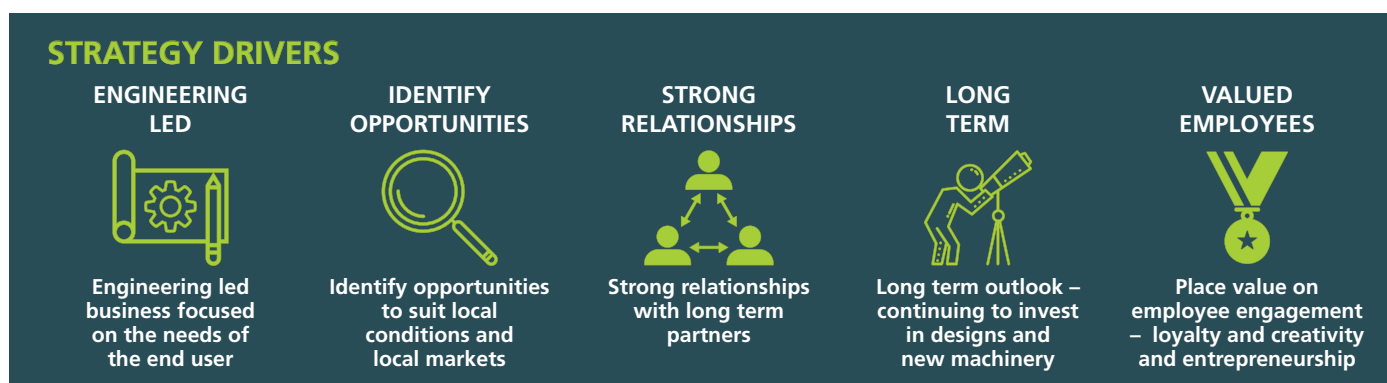 STRATEGY DRIVERS
ENGINEERING
LED
Engineering led
business focused
on the needs of
the end user
IDENTIFY
OPPORTUNITIES
Identify opportunities
to suit local
conditions and
local markets
STRONG
RELATIONSHIPS
Strong relationships
with long term
partners
LONG
TERM
Long term outlook –
continuing to invest
in designs and
new machinery
VALUED
EMPLOYEES
Place value on
employee engagement
– loyalty and creativity
and entrepreneurship